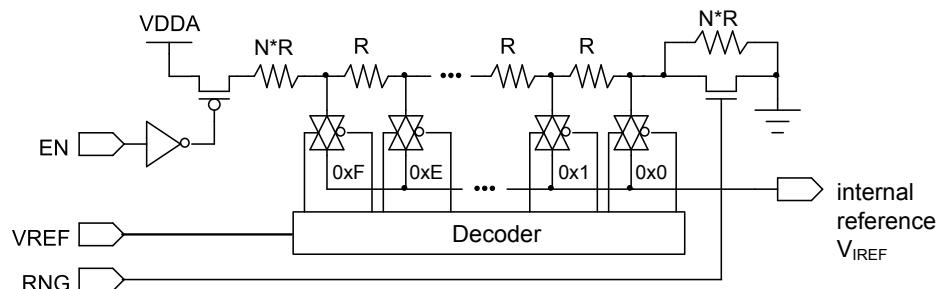 VDDA
N*R
R
R
R
N*R
EN
0xF
0xE
0x1
0x0
internal
reference
VIREF
VREF
Decoder
RNG